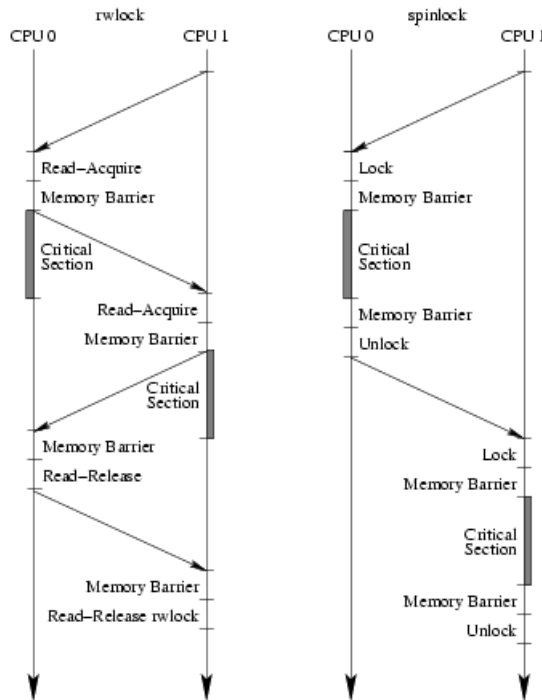 rwlock
CPU 0
CPU 1
Read–Acquire
Memory Barrier
Critical
Section
Read–Acquire
Memory Barrier
Critical
Section
Memory Barrier
Read–Release
Memory Barrier
Read–Release rwlock
spinlock
CPU 0
CPU 1
Lock
Memory Barrier
Critical
Section
Memory Barrier
Unlock
Lock
Memory Barrier
Critical
Section
Memory Barrier
Unlock